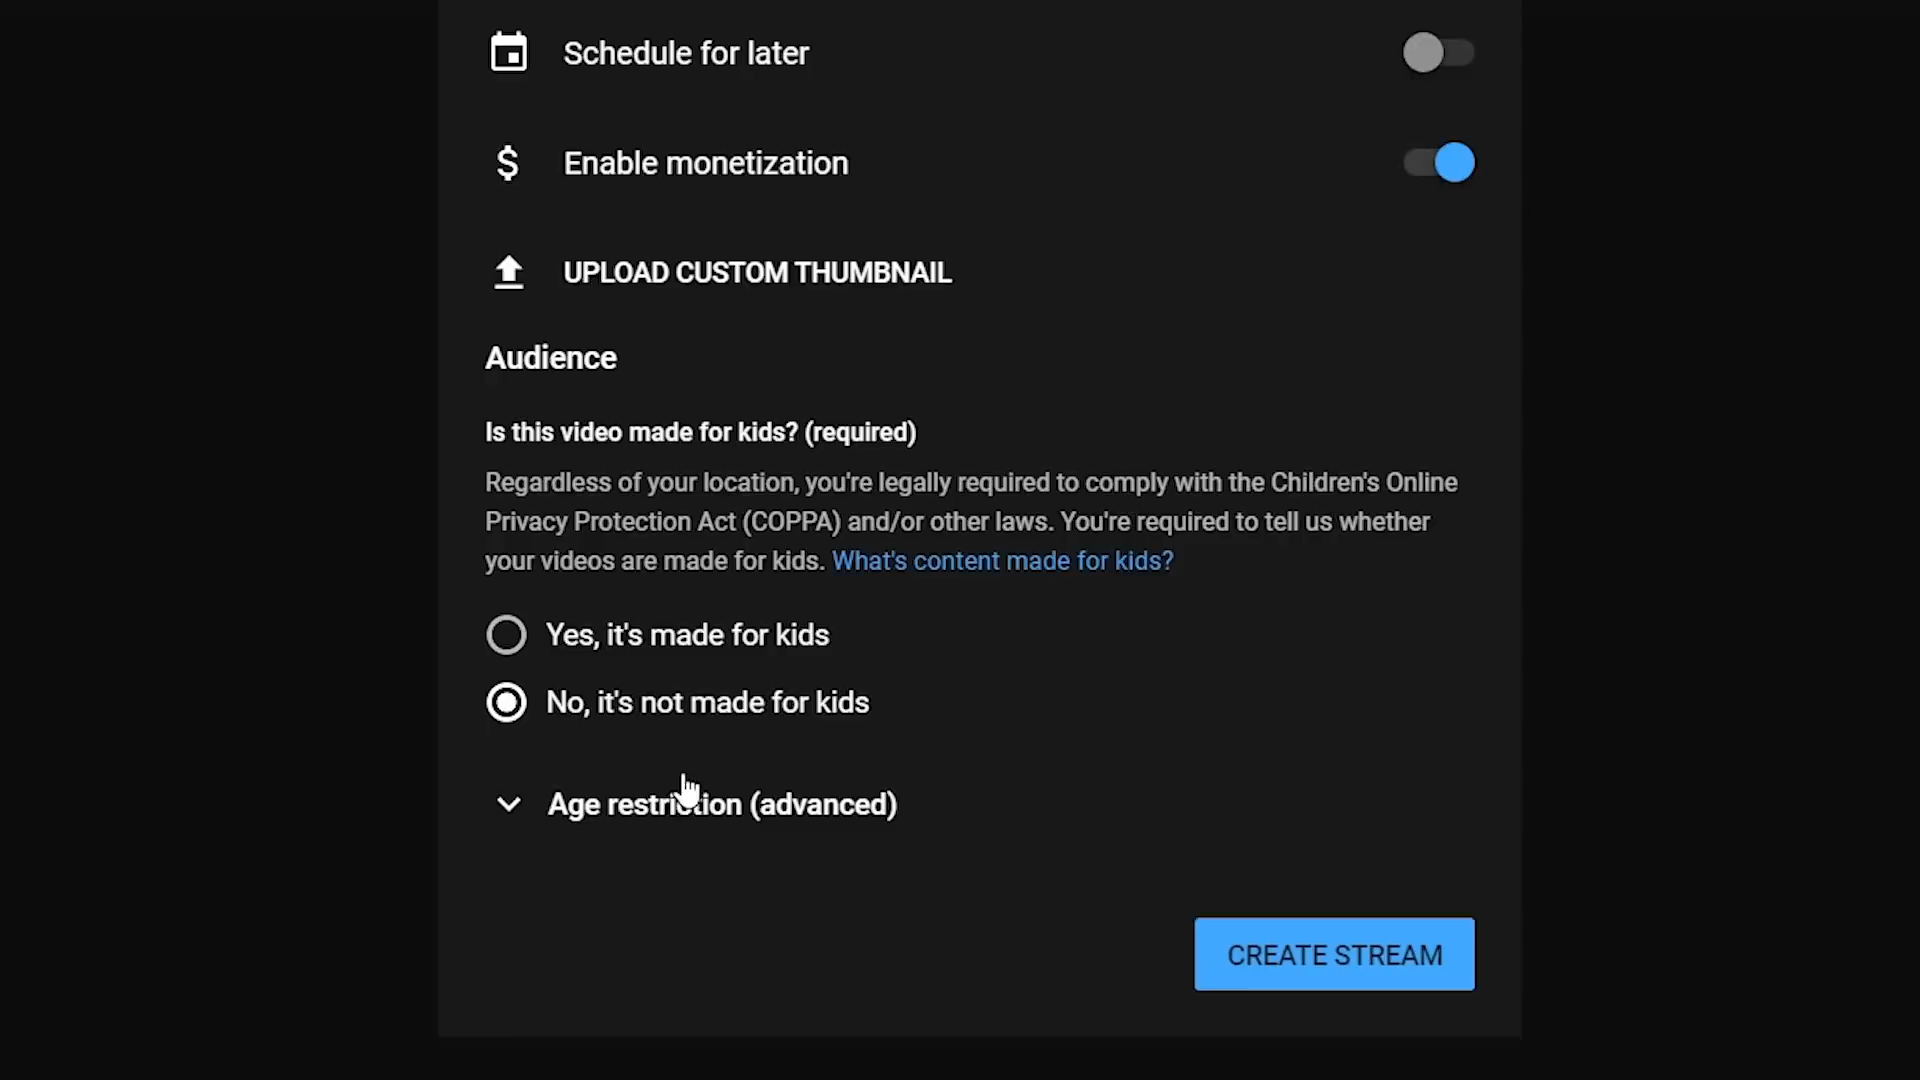 Schedule for later
Enable monetization
UPLOAD CUSTOM THUMBNAIL
Audience
Is this video made for kids? (required)
Regardless of your location, you're legally required to comply with the Children's Online
Privacy Protection Act (COPPA) and/or other laws. You're required to tell us whether
your videos are made for kids. What's content made for kids?
Yes, it's made for kids
No, it's not made for kids
Age restriction (advanced)
CREATE STREAM